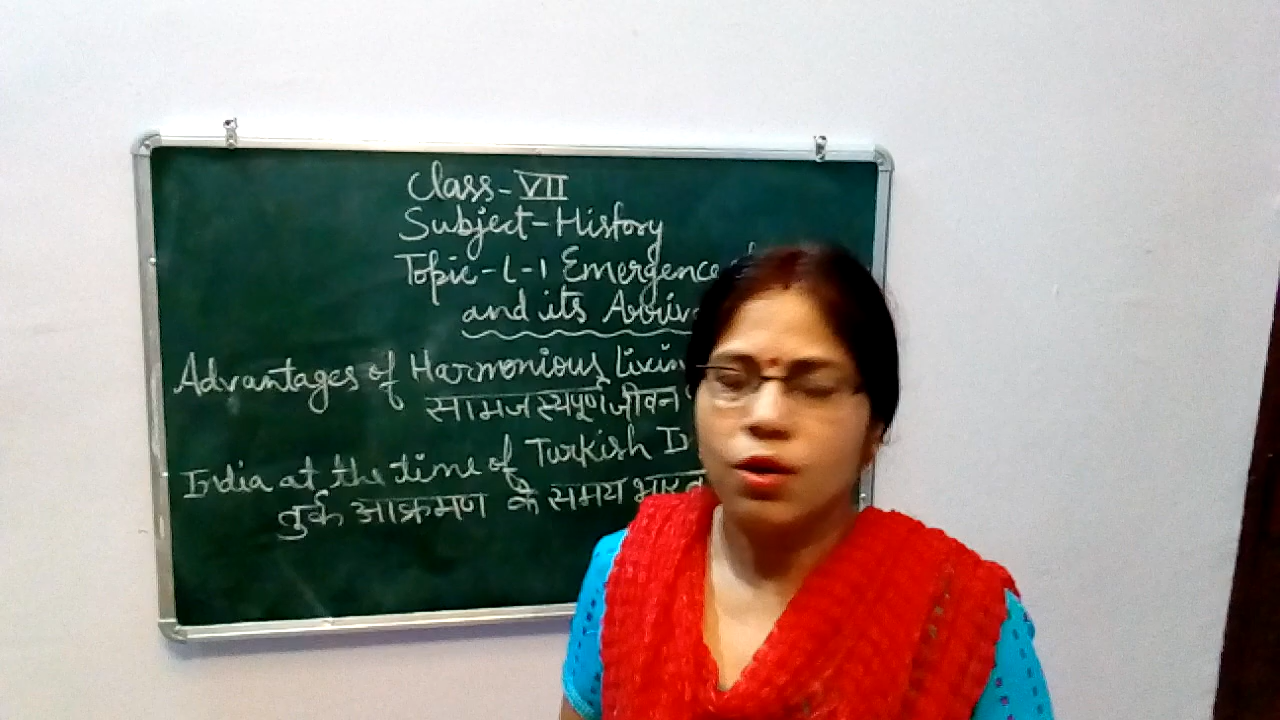 Class-VII
Subject-History
Topic-L-1 Emergence
and its
Advantages of Harmonious
सामजस्यपूर्ण जीवन
India at the time of Turkish
तुर्क आक्रमण के समय भारत